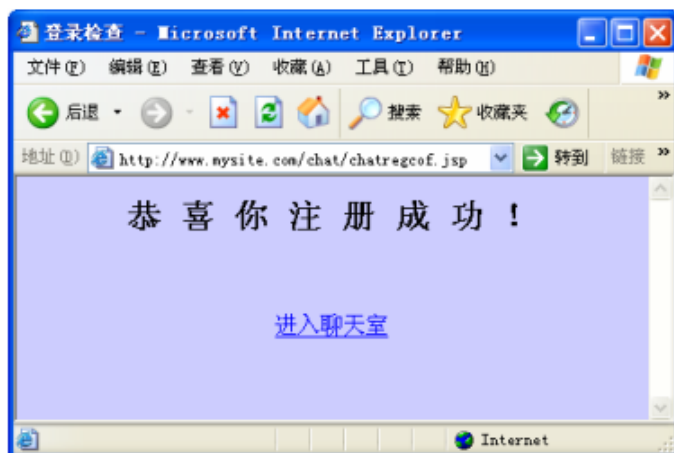 登录检查 - Microsoft Internet Explorer
文件(F) 编辑(E) 查看(V) 收藏(A) 工具(T) 帮助(H)
后退 搜索 收藏夹 »
地址(D) http://www.mysite.com/chat/chatregcof.jsp 转到 链接 »
恭喜你注册成功!
进入聊天室
Internet